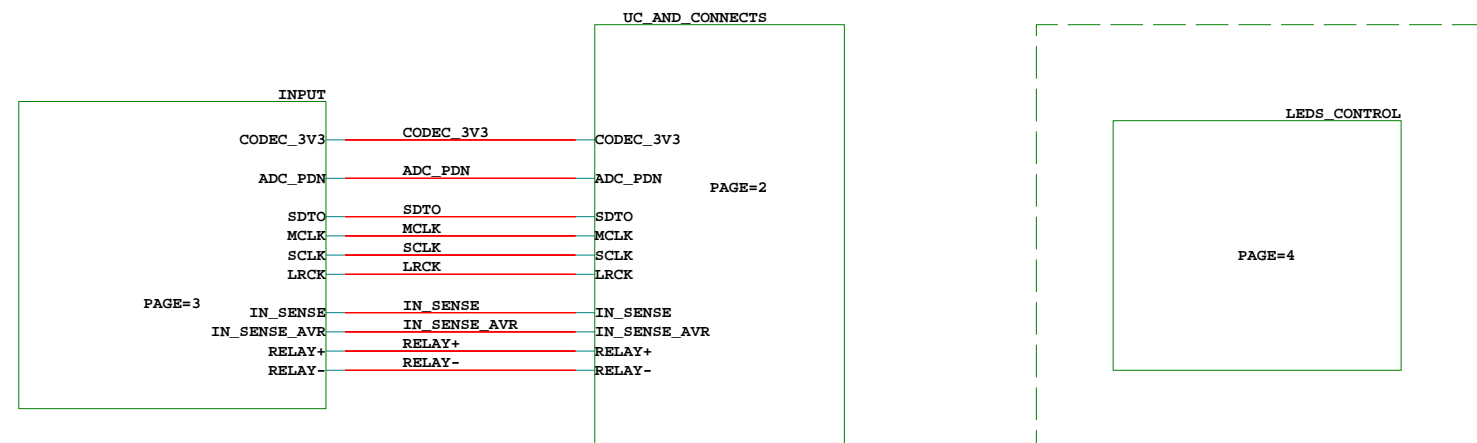 UC_AND_CONNECTS
INPUT
LEDS_CONTROL
CODEC_3V3 CODEC_3V3 CODEC_3V3
ADC_PDN ADC_PDN ADC_PDN
PAGE=2
SDTO SDTO SDTO
MCLK MCLK MCLK
SCLK SCLK SCLK
PAGE=4
LRCK LRCK LRCK
PAGE=3
IN_SENSE IN_SENSE IN_SENSE
IN_SENSE_AVR IN_SENSE_AVR IN_SENSE_AVR
RELAY+ RELAY+ RELAY+
RELAY- RELAY- RELAY-